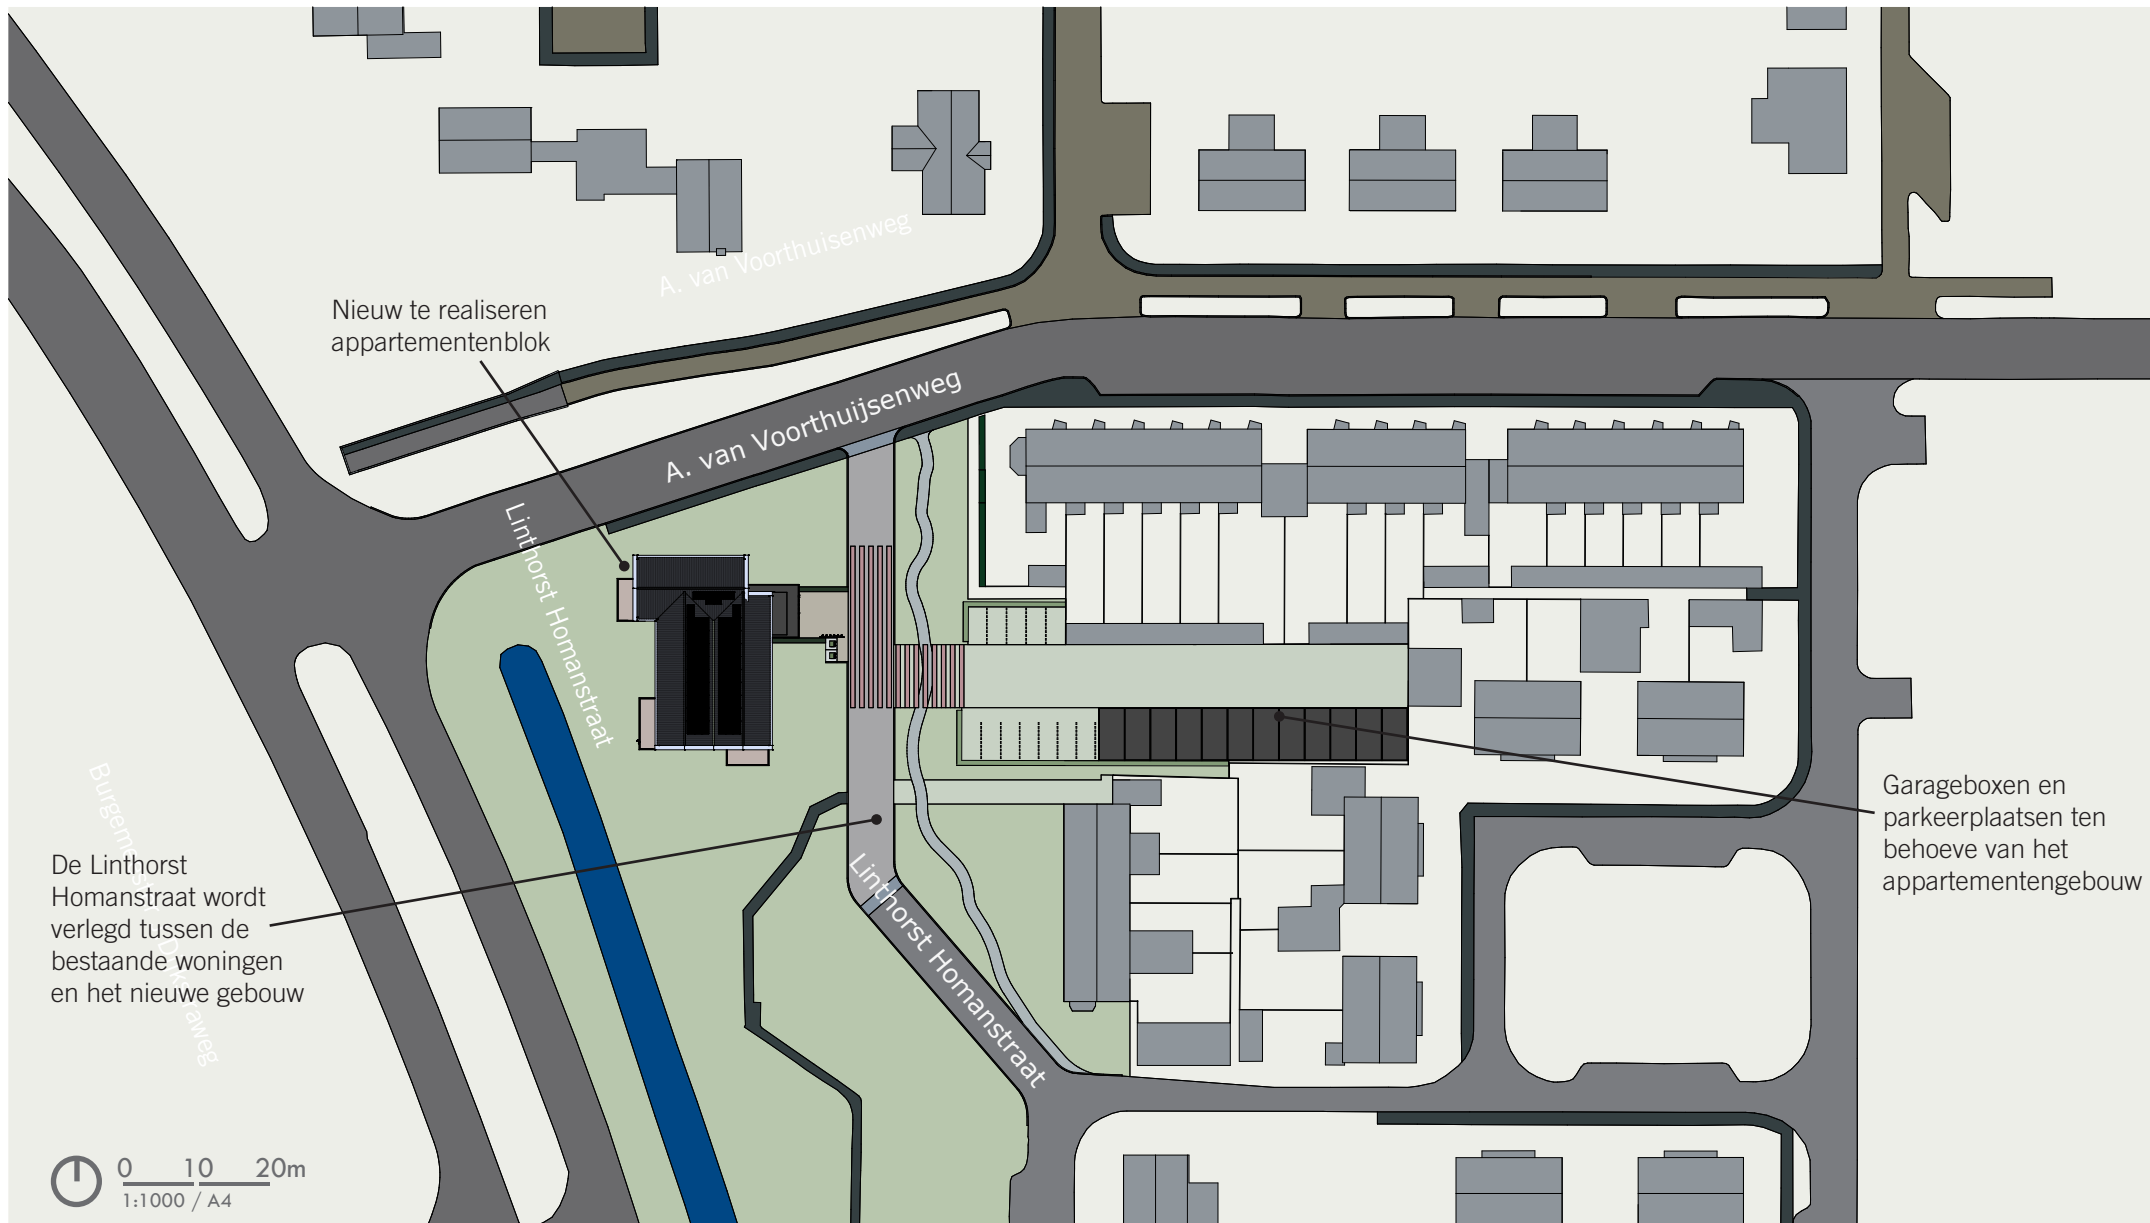 A. van Voorthuisenweg
Nieuw te realiseren
appartementenblok
A. van Voorthuijsenweg
Linthorst Homanstraat
De Linthorst
Homanstraat wordt
verlegd tussen de
bestaande woningen
en het nieuwe gebouw
Linthorst Homanstraat
Garageboxen en
parkeerplaatsen ten
behoeve van het
appartementengebouw
0 10 20m
1:1000 / A4